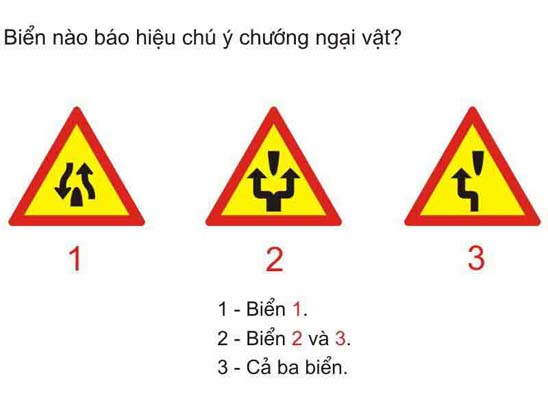 Biển nào báo hiệu chú ý chướng ngại vật?
1 2 3
1 - Biển 1.
2 - Biển 2 và 3.
3 - Cả ba biển.